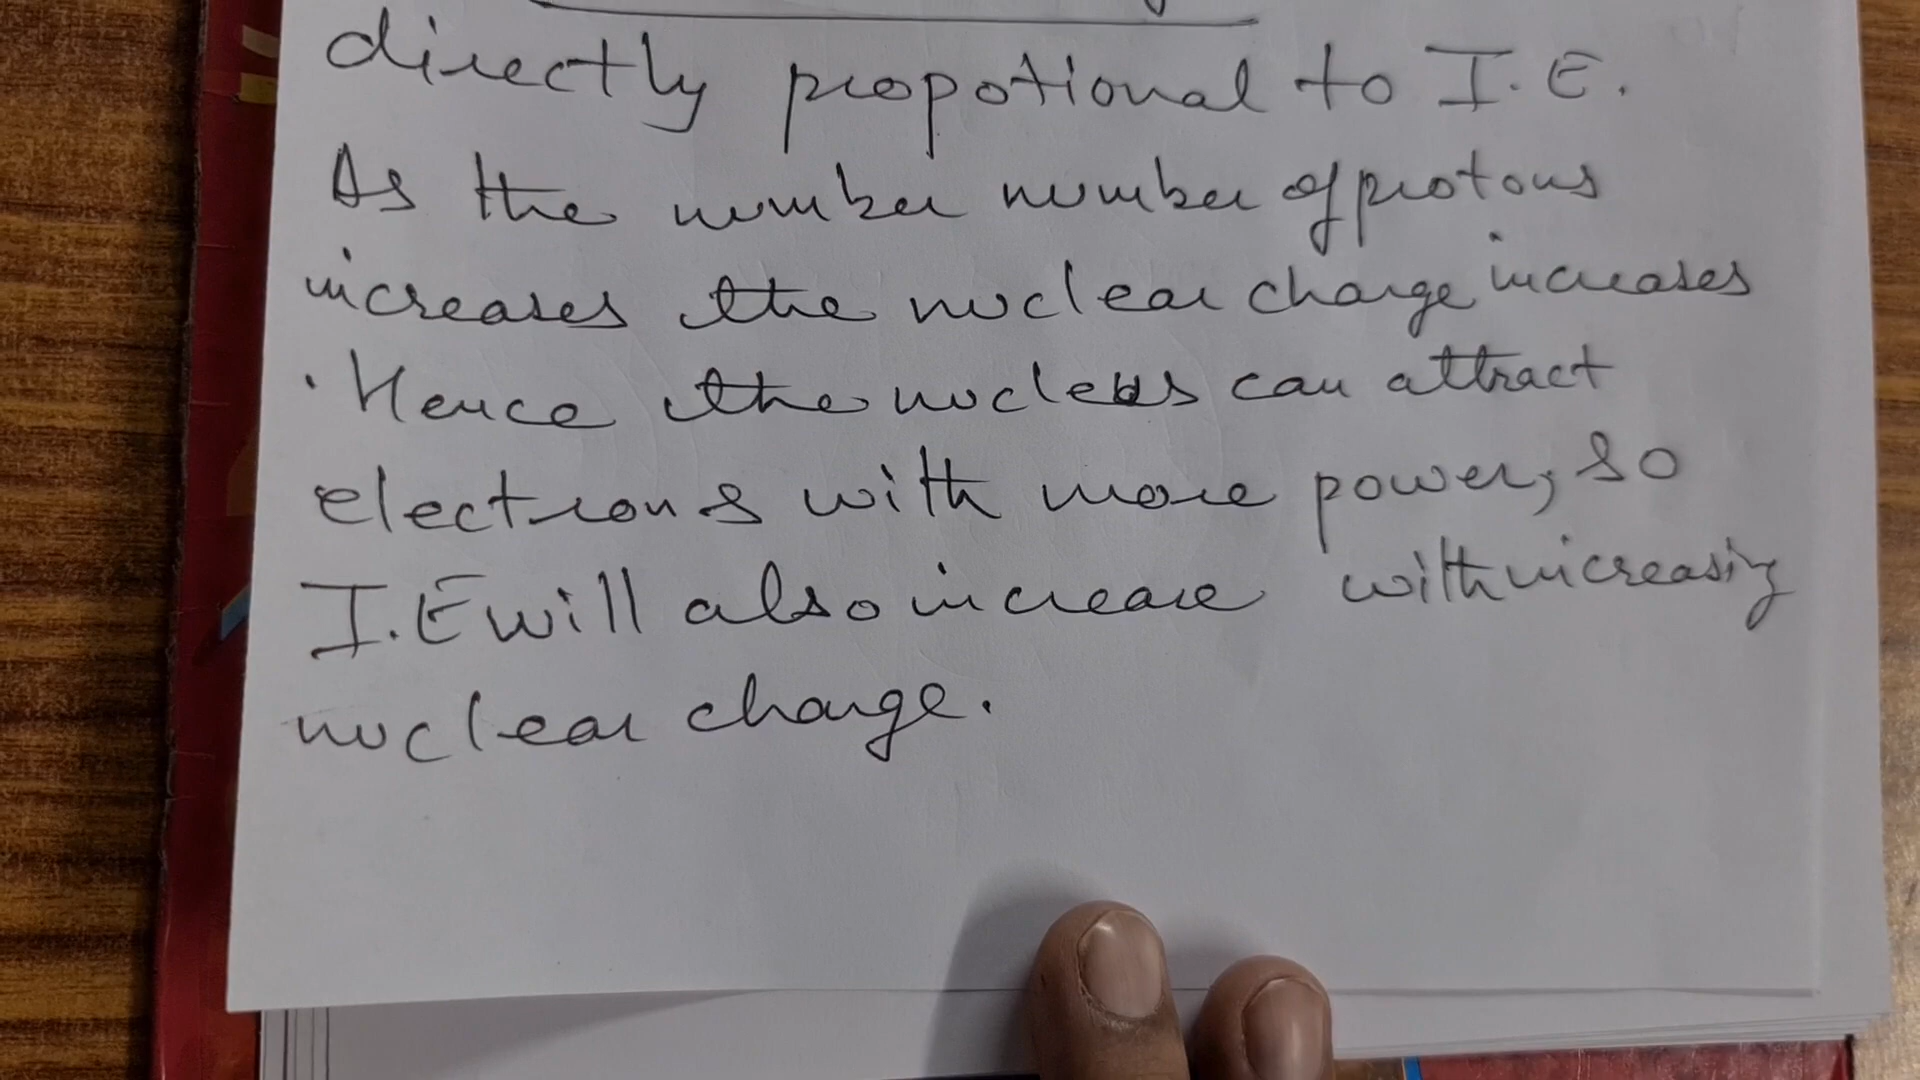 directly propotional to I.E.
As the number number of protons
increases the nuclear charge increases
. Hence the nucleus can attract
electrons with more power, so
I.E will also increase with increasing
nuclear charge.